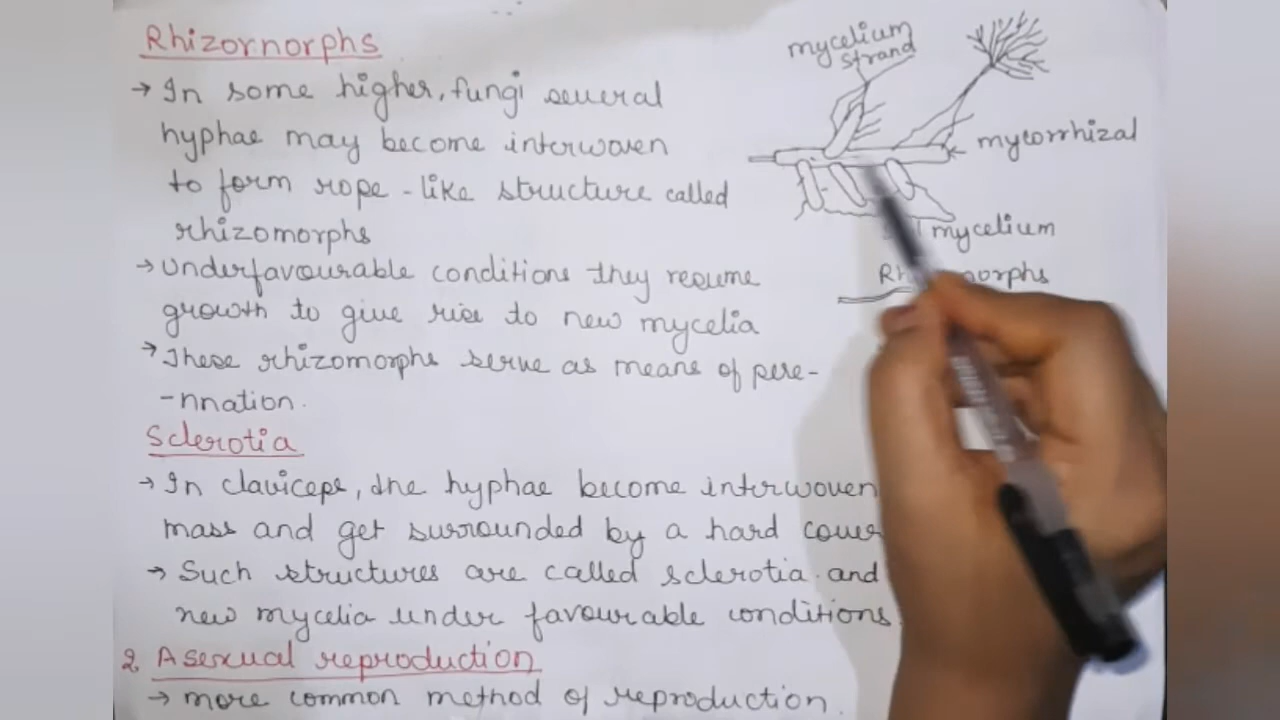 Rhizornorphs
→ In some higher, fungi several
hyphae may become interwoven
to form rope - like structure called
rhizomorphs
→ Underfavourable conditions they resume
growth to give rise to new mycelia
→ These rhizomorphs serve as means of pere-
-nnation.
Sclerotia
→ In claviceps, the hyphae become interwoven
mass and get surrounded by a hard cover
→ Such structures are called sclerotia and
new mycelia under favourable conditions
2. Asexual reproduction
→ more common method of reproduction.
mycelium
strand
mycorrhizal
mycelium